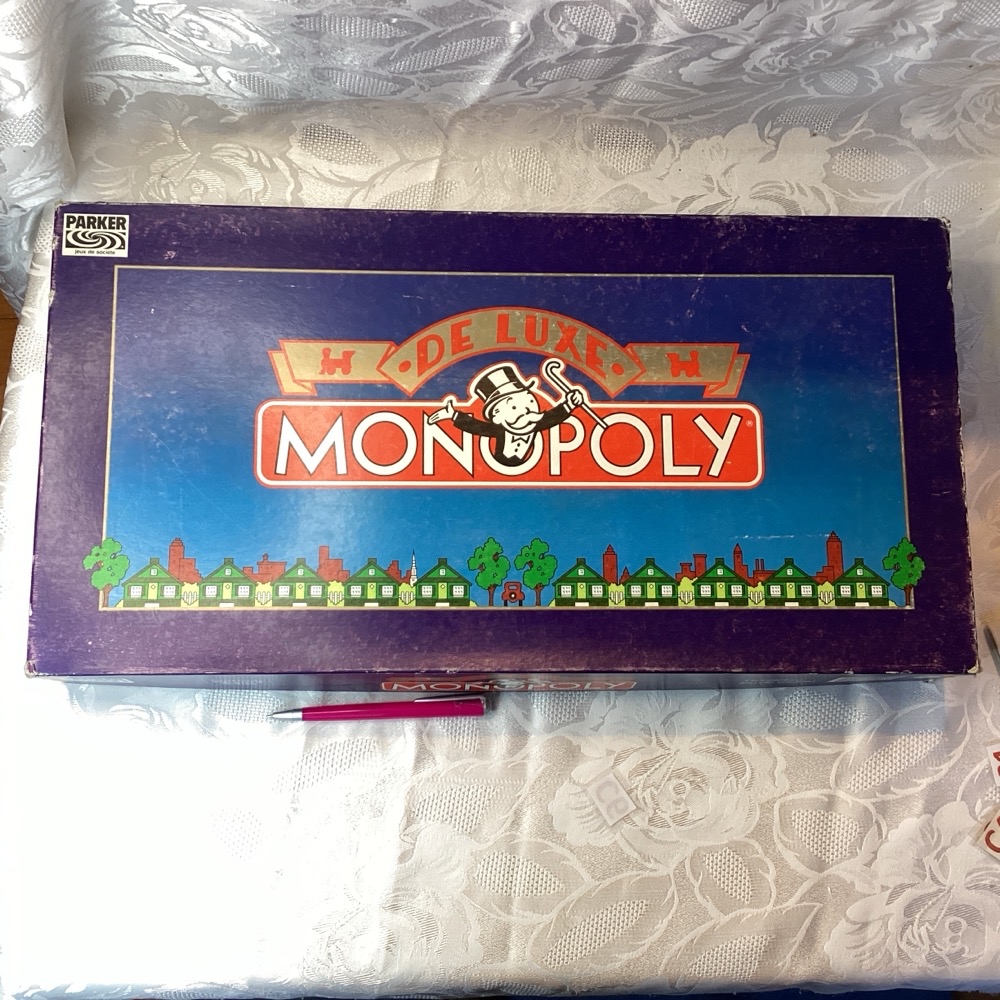 PARKER
jeux de société
DE LUXE
MONOPOLY®
MONOPOLY